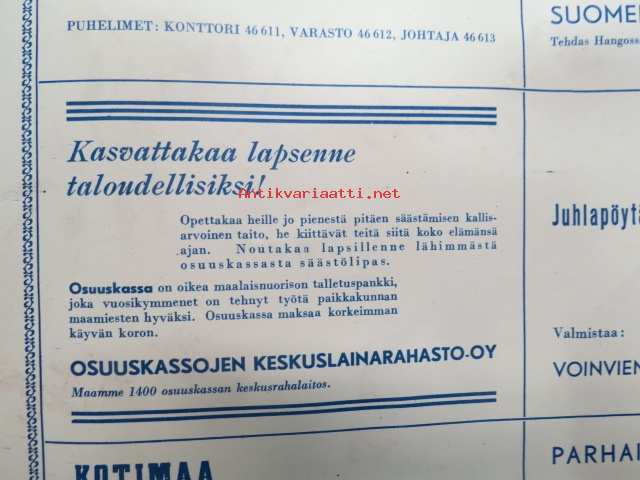 PUHELIMET: KONTTORI 46 611, VARASTO 46 612, JOHTAJA 46 613
Kasvattakaa lapsenne
taloudellisiksi!
Antikvariaatti.net
Opettakaa heille jo pienestä pitäen säästämisen kallis-
arvoinen taito, he kiittävät teitä siitä koko elämänsä
ajan. Noutakaa lapsillenne lähimmästä
osuuskassasta säästölipas.
Osuuskassa on oikea maalaisnuorison talletuspankki,
joka vuosikymmenet on tehnyt työtä paikkakunnan
maamiesten hyväksi. Osuuskassa maksaa korkeimman
käyvän koron.
OSUUSKASSOJEN KESKUSLAINARAHASTO-OY
Maamme 1400 osuuskassan keskusrahalaitos.
KOTIMAA
SUOME
Tehdas Hangoss
Juhlapöytä
Valmistaa:
VOINVIEN
PARHA